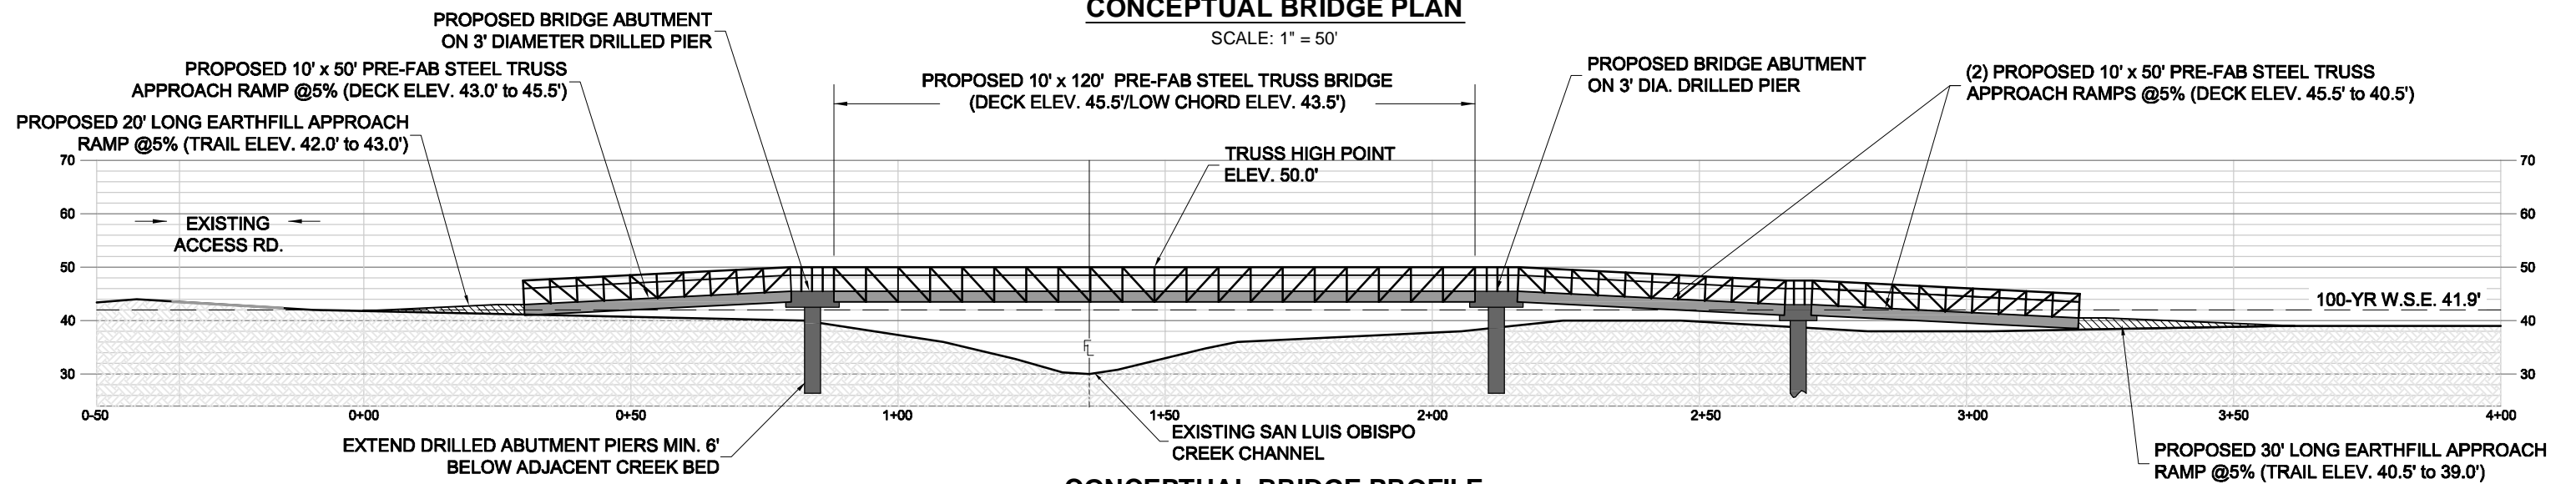 CONCEPTUAL BRIDGE PLAN
SCALE: 1" = 50'
PROPOSED BRIDGE ABUTMENT
ON 3' DIAMETER DRILLED PIER
PROPOSED 10' x 50' PRE-FAB STEEL TRUSS
APPROACH RAMP @5% (DECK ELEV. 43.0' to 45.5')
PROPOSED 20' LONG EARTHFILL APPROACH
RAMP @5% (TRAIL ELEV. 42.0' to 43.0')
PROPOSED 10' x 120' PRE-FAB STEEL TRUSS BRIDGE
(DECK ELEV. 45.5'/LOW CHORD ELEV. 43.5')
PROPOSED BRIDGE ABUTMENT
ON 3' DIA. DRILLED PIER
(2) PROPOSED 10' x 50' PRE-FAB STEEL TRUSS
APPROACH RAMPS @5% (DECK ELEV. 45.5' to 40.5')
TRUSS HIGH POINT
ELEV. 50.0'
70
60
50
40
30
EXISTING
ACCESS RD.
FL
100-YR W.S.E. 41.9'
70
60
50
40
30
0-50
0+00
0+50
1+00
1+50
2+00
2+50
3+00
3+50
4+00
EXTEND DRILLED ABUTMENT PIERS MIN. 6'
BELOW ADJACENT CREEK BED
EXISTING SAN LUIS OBISPO
CREEK CHANNEL
PROPOSED 30' LONG EARTHFILL APPROACH
RAMP @5% (TRAIL ELEV. 40.5' to 39.0')
CONCEPTUAL BRIDGE PROFILE